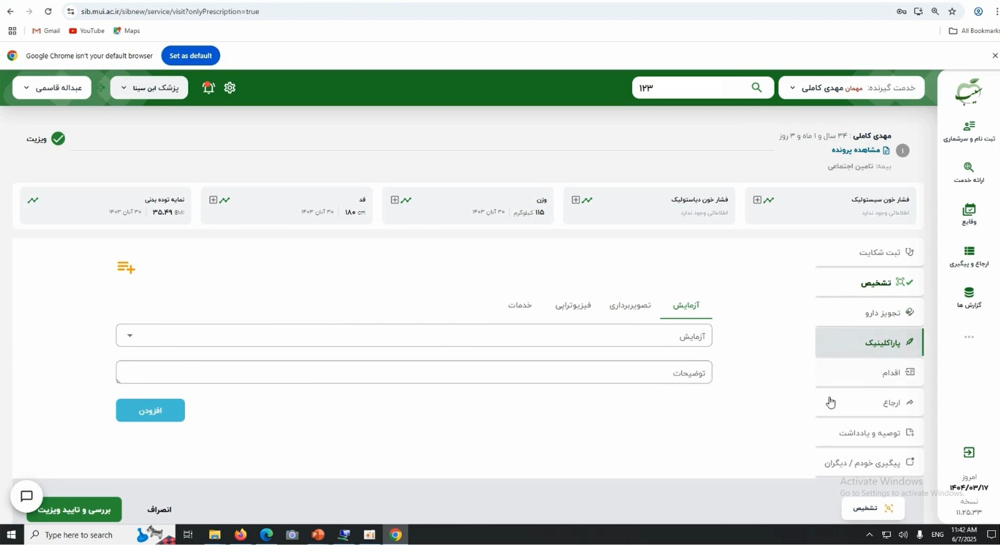 sib.mui.ac.ir/sibnew/service/visit?onlyPrescription=true
Gmail
YouTube
Maps
All Bookmarks
Google Chrome isn't your default browser
Set as default
خدمت گیرنده: مهمان مهدی کاملی
۱۲۳
پزشک ابن سینا
عبداله قاسمی
سیب
ثبت نام و سرشماری
ارائه خدمت
وقایع
ارجاع و پیگیری
گزارش ها
امروز
۱۴۰۴/۰۳/۱۷
نسخه
۱۱.۲۵.۳۳
مهدی کاملی : ۳۴ سال و ۱ ماه و ۳ روز
۱
مشاهده پرونده
بیمه: تامین اجتماعی
ویزیت
فشار خون سیستولیک
اطلاعاتی وجود ندارد
فشار خون دیاستولیک
اطلاعاتی وجود ندارد
وزن
۱۱۵ کیلوگرم | ۳۰ آبان ۱۴۰۳
قد
۱۸۰ cm | ۳۰ آبان ۱۴۰۳
نمایه توده بدنی
۳۵.۴۹ BMI | ۳۰ آبان ۱۴۰۳
ثبت شکایت
تشخیص
تجویز دارو
پاراکلینیک
اقدام
ارجاع
توصیه و یادداشت
پیگیری خودم / دیگران
آزمایش
تصویربرداری
فیزیوتراپی
خدمات
آزمایش
توضیحات
افزودن
Activate Windows
Go to Settings to activate Windows.
تشخیص
انصراف
بررسی و تایید ویزیت
Type here to search
ENG
11:42 AM
6/7/2025